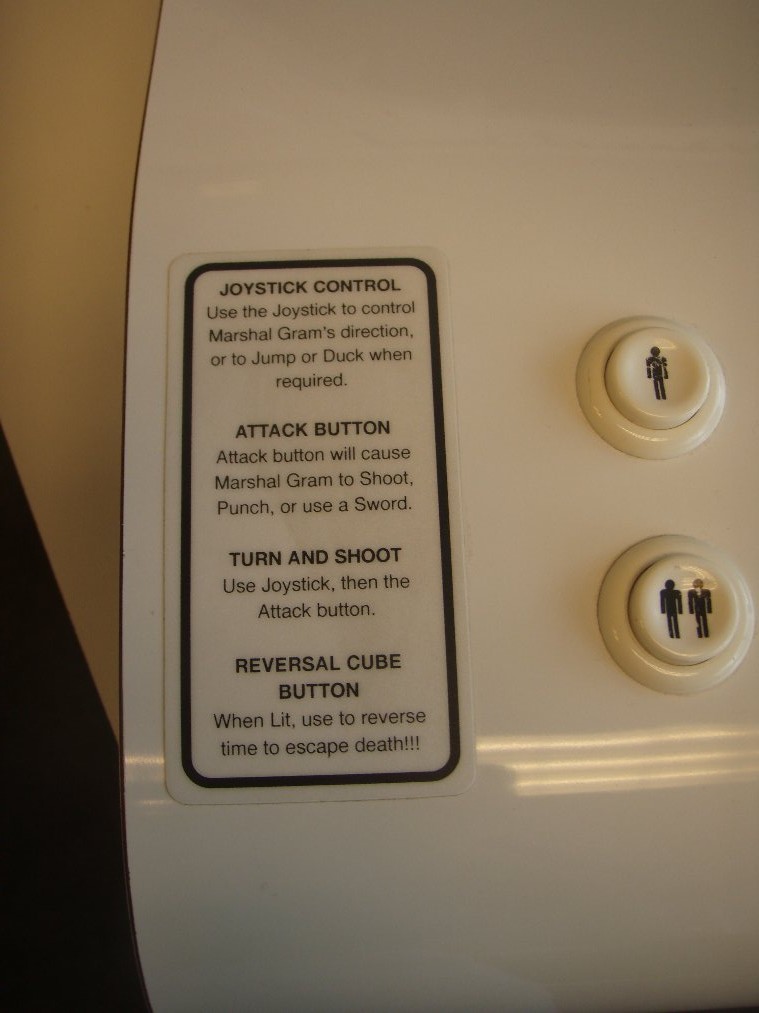 JOYSTICK CONTROL
Use the Joystick to control
Marshal Gram's direction,
or to Jump or Duck when
required.
ATTACK BUTTON
Attack button will cause
Marshal Gram to Shoot,
Punch, or use a Sword.
TURN AND SHOOT
Use Joystick, then the
Attack button.
REVERSAL CUBE
BUTTON
When Lit, use to reverse
time to escape death!!!